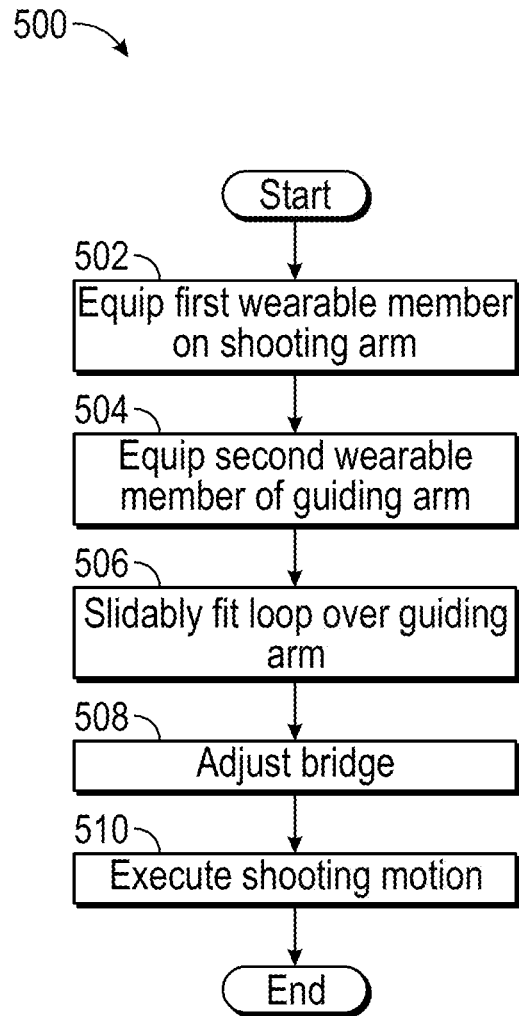 500
Start
502
Equip first wearable member
on shooting arm
504
Equip second wearable
member of guiding arm
506
Slidably fit loop over guiding
arm
508
Adjust bridge
510
Execute shooting motion
End